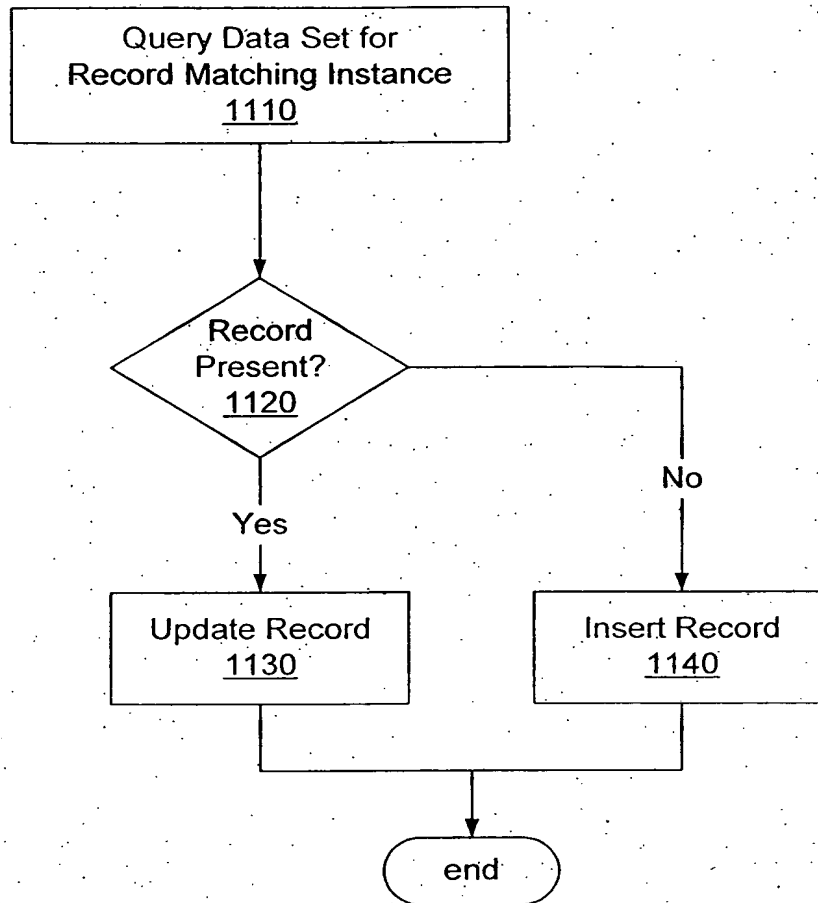 Query Data Set for
Record Matching Instance
1110
Record
Present?
1120
No
Yes
Update Record
1130
Insert Record
1140
end